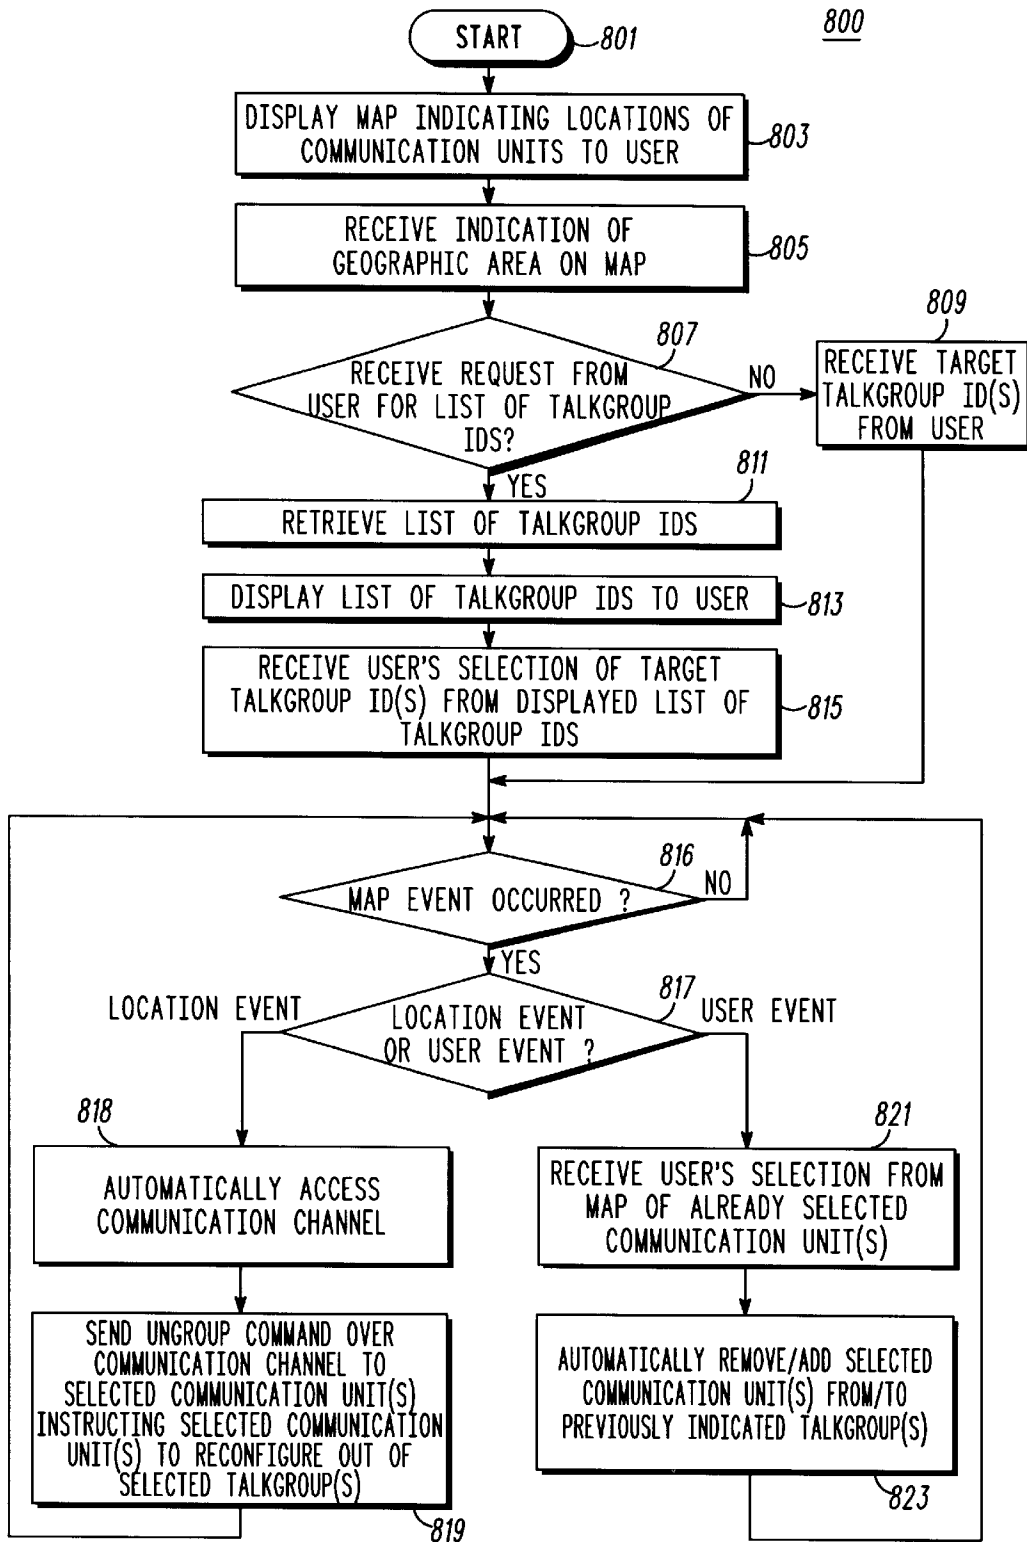 800
START
801
DISPLAY MAP INDICATING LOCATIONS OF
COMMUNICATION UNITS TO USER
803
RECEIVE INDICATION OF
GEOGRAPHIC AREA ON MAP
805
807
RECEIVE REQUEST FROM
USER FOR LIST OF TALKGROUP
IDS?
NO
809
RECEIVE TARGET
TALKGROUP ID(S)
FROM USER
YES
811
RETRIEVE LIST OF TALKGROUP IDS
DISPLAY LIST OF TALKGROUP IDS TO USER
813
RECEIVE USER'S SELECTION OF TARGET
TALKGROUP ID(S) FROM DISPLAYED LIST OF
TALKGROUP IDS
815
816
MAP EVENT OCCURRED ?
NO
YES
817
LOCATION EVENT
OR USER EVENT ?
LOCATION EVENT
USER EVENT
818
AUTOMATICALLY ACCESS
COMMUNICATION CHANNEL
SEND UNGROUP COMMAND OVER
COMMUNICATION CHANNEL TO
SELECTED COMMUNICATION UNIT(S)
INSTRUCTING SELECTED COMMUNICATION
UNIT(S) TO RECONFIGURE OUT OF
SELECTED TALKGROUP(S)
819
821
RECEIVE USER'S SELECTION FROM
MAP OF ALREADY SELECTED
COMMUNICATION UNIT(S)
AUTOMATICALLY REMOVE/ADD SELECTED
COMMUNICATION UNIT(S) FROM/TO
PREVIOUSLY INDICATED TALKGROUP(S)
823